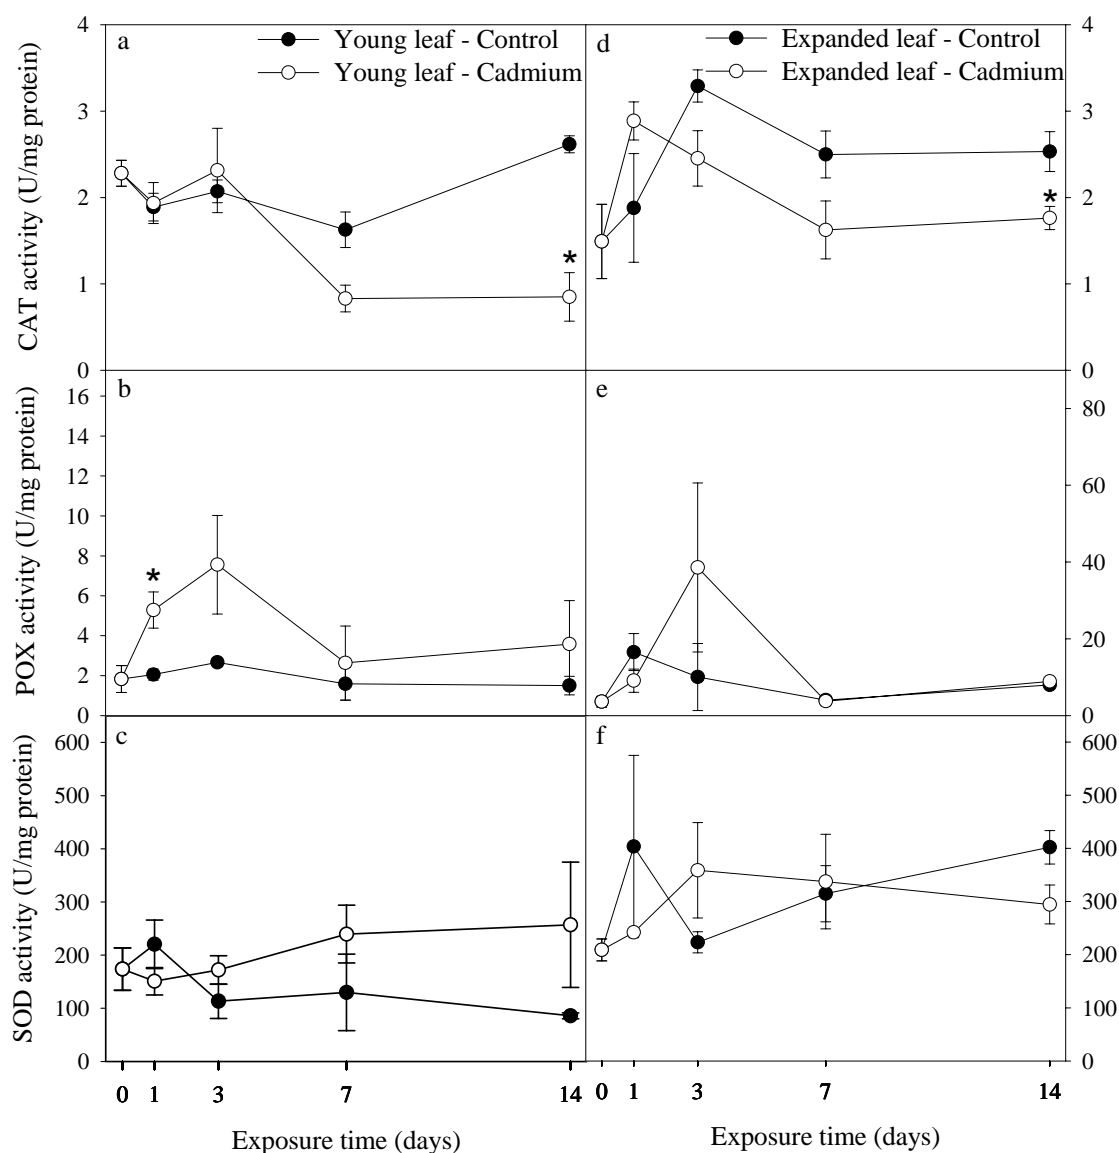 a
Young leaf - Control
Young leaf - Cadmium
d
Expanded leaf - Control
Expanded leaf - Cadmium
CAT activity (U/mg protein)
4
3
2
1
0
*
*
4
3
2
1
0
b
e
POX activity (U/mg protein)
16
14
12
10
8
6
4
2
0
*
80
60
40
20
0
c
f
SOD activity (U/mg protein)
600
500
400
300
200
100
0
600
500
400
300
200
100
0
0 1 3 7 14
0 1 3 7 14
Exposure time (days)
Exposure time (days)